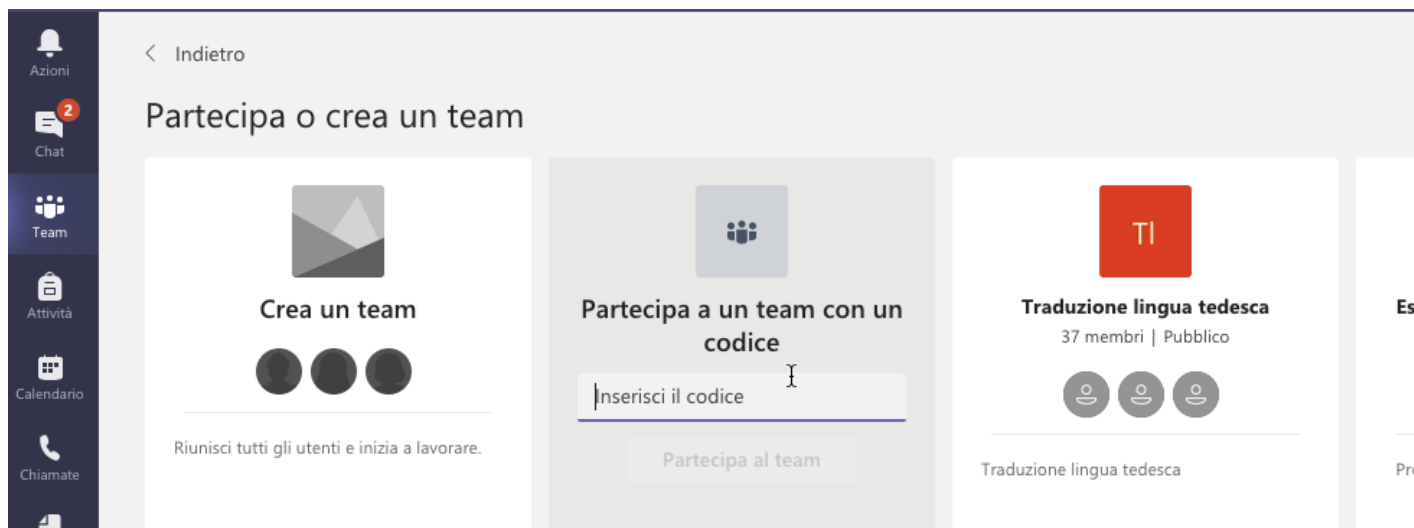 Azioni
2
Chat
Team
Attività
Calendario
Chiamate
Indietro
Partecipa o crea un team
Crea un team
Riunisci tutti gli utenti e inizia a lavorare.
Partecipa a un team con un
codice
Inserisci il codice
Partecipa al team
Tl
Traduzione lingua tedesca
37 membri | Pubblico
Traduzione lingua tedesca
Es